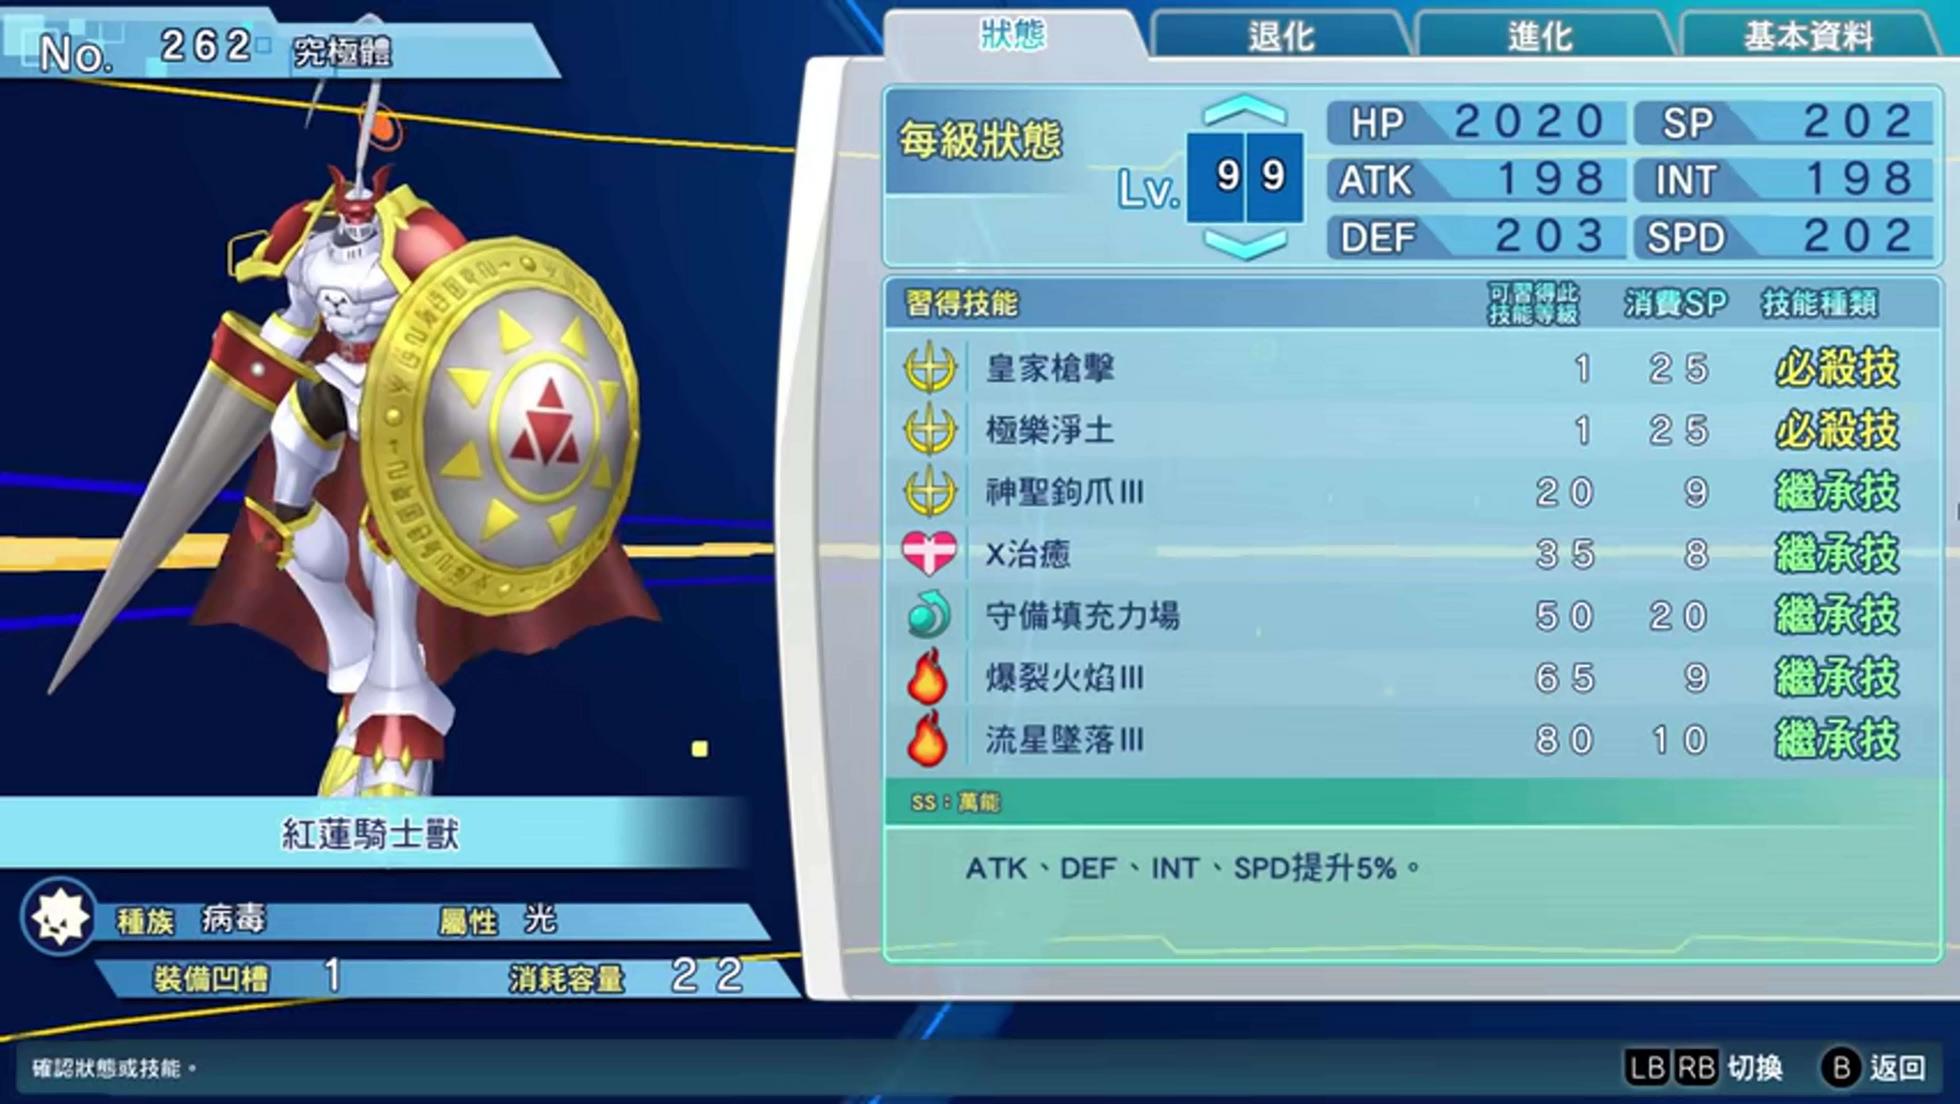 No. 262 究極體
狀態 退化 進化 基本資料
每級狀態
Lv. 99
HP 2020 SP 202
ATK 198 INT 198
DEF 203 SPD 202
習得技能 可習得此技能等級 消費SP 技能種類
皇家槍擊 1 25 必殺技
極樂淨土 1 25 必殺技
神聖鉤爪III 20 9 繼承技
X治癒 35 8 繼承技
守備填充力場 50 20 繼承技
爆裂火焰III 65 9 繼承技
流星墜落III 80 10 繼承技
SS：萬能
ATK、DEF、INT、SPD提升5%。
紅蓮騎士獸
種族 病毒 屬性 光
裝備凹槽 1 消耗容量 22
確認狀態或技能。
LB RB 切換 B 返回